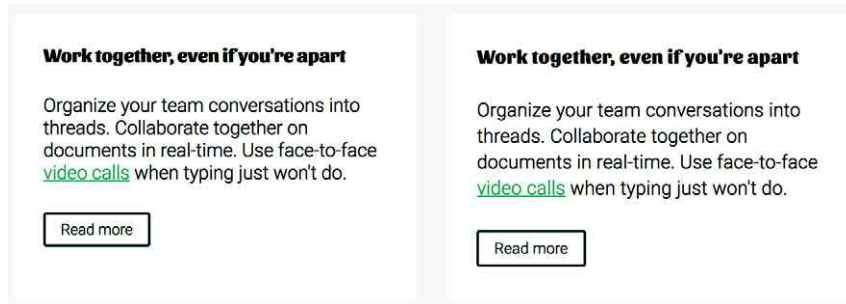 Work together, even if you're apart
Organize your team conversations into
threads. Collaborate together on
documents in real-time. Use face-to-face
video calls when typing just won't do.
Read more
Work together, even if you're apart
Organize your team conversations into
threads. Collaborate together on
documents in real-time. Use face-to-face
video calls when typing just won't do.
Read more